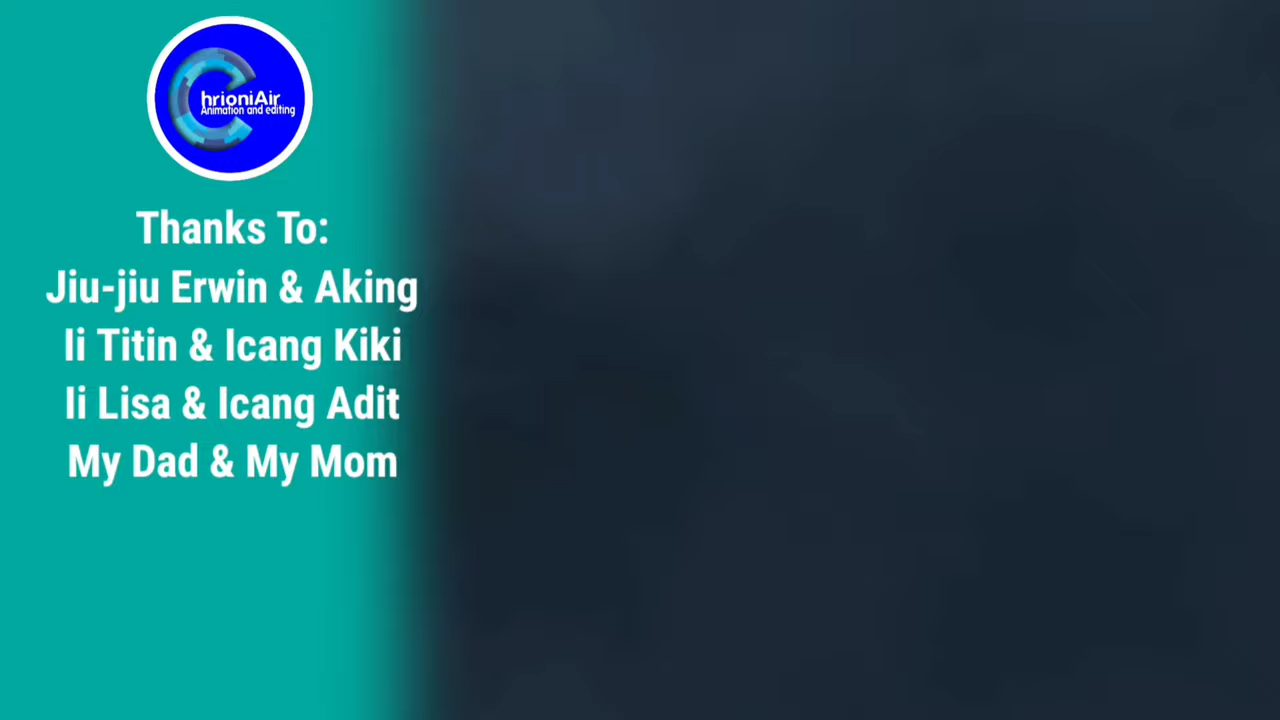 ChrioniAir
Animation and editing
Thanks To:
Jiu-jiu Erwin & Aking
Ii Titin & Icang Kiki
Ii Lisa & Icang Adit
My Dad & My Mom